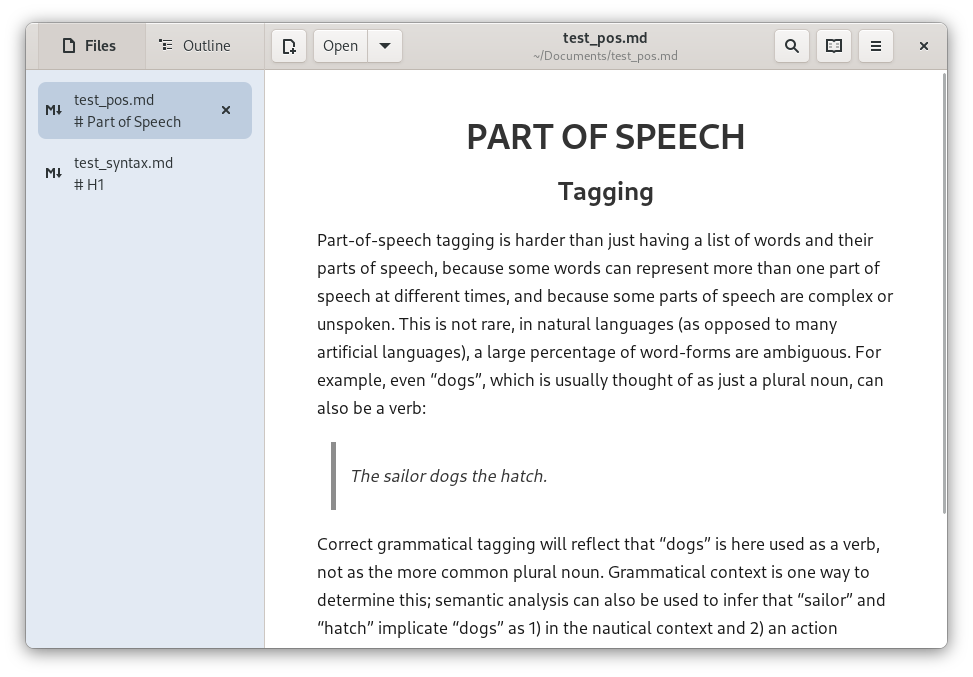 Files
Outline
Open
test_pos.md
~/Documents/test_pos.md
M↓
test_pos.md
# Part of Speech
M↓
test_syntax.md
# H1
PART OF SPEECH
Tagging
Part-of-speech tagging is harder than just having a list of words and their
parts of speech, because some words can represent more than one part of
speech at different times, and because some parts of speech are complex or
unspoken. This is not rare, in natural languages (as opposed to many
artificial languages), a large percentage of word-forms are ambiguous. For
example, even “dogs”, which is usually thought of as just a plural noun, can
also be a verb:
The sailor dogs the hatch.
Correct grammatical tagging will reflect that “dogs” is here used as a verb,
not as the more common plural noun. Grammatical context is one way to
determine this; semantic analysis can also be used to infer that “sailor” and
“hatch” implicate “dogs” as 1) in the nautical context and 2) an action